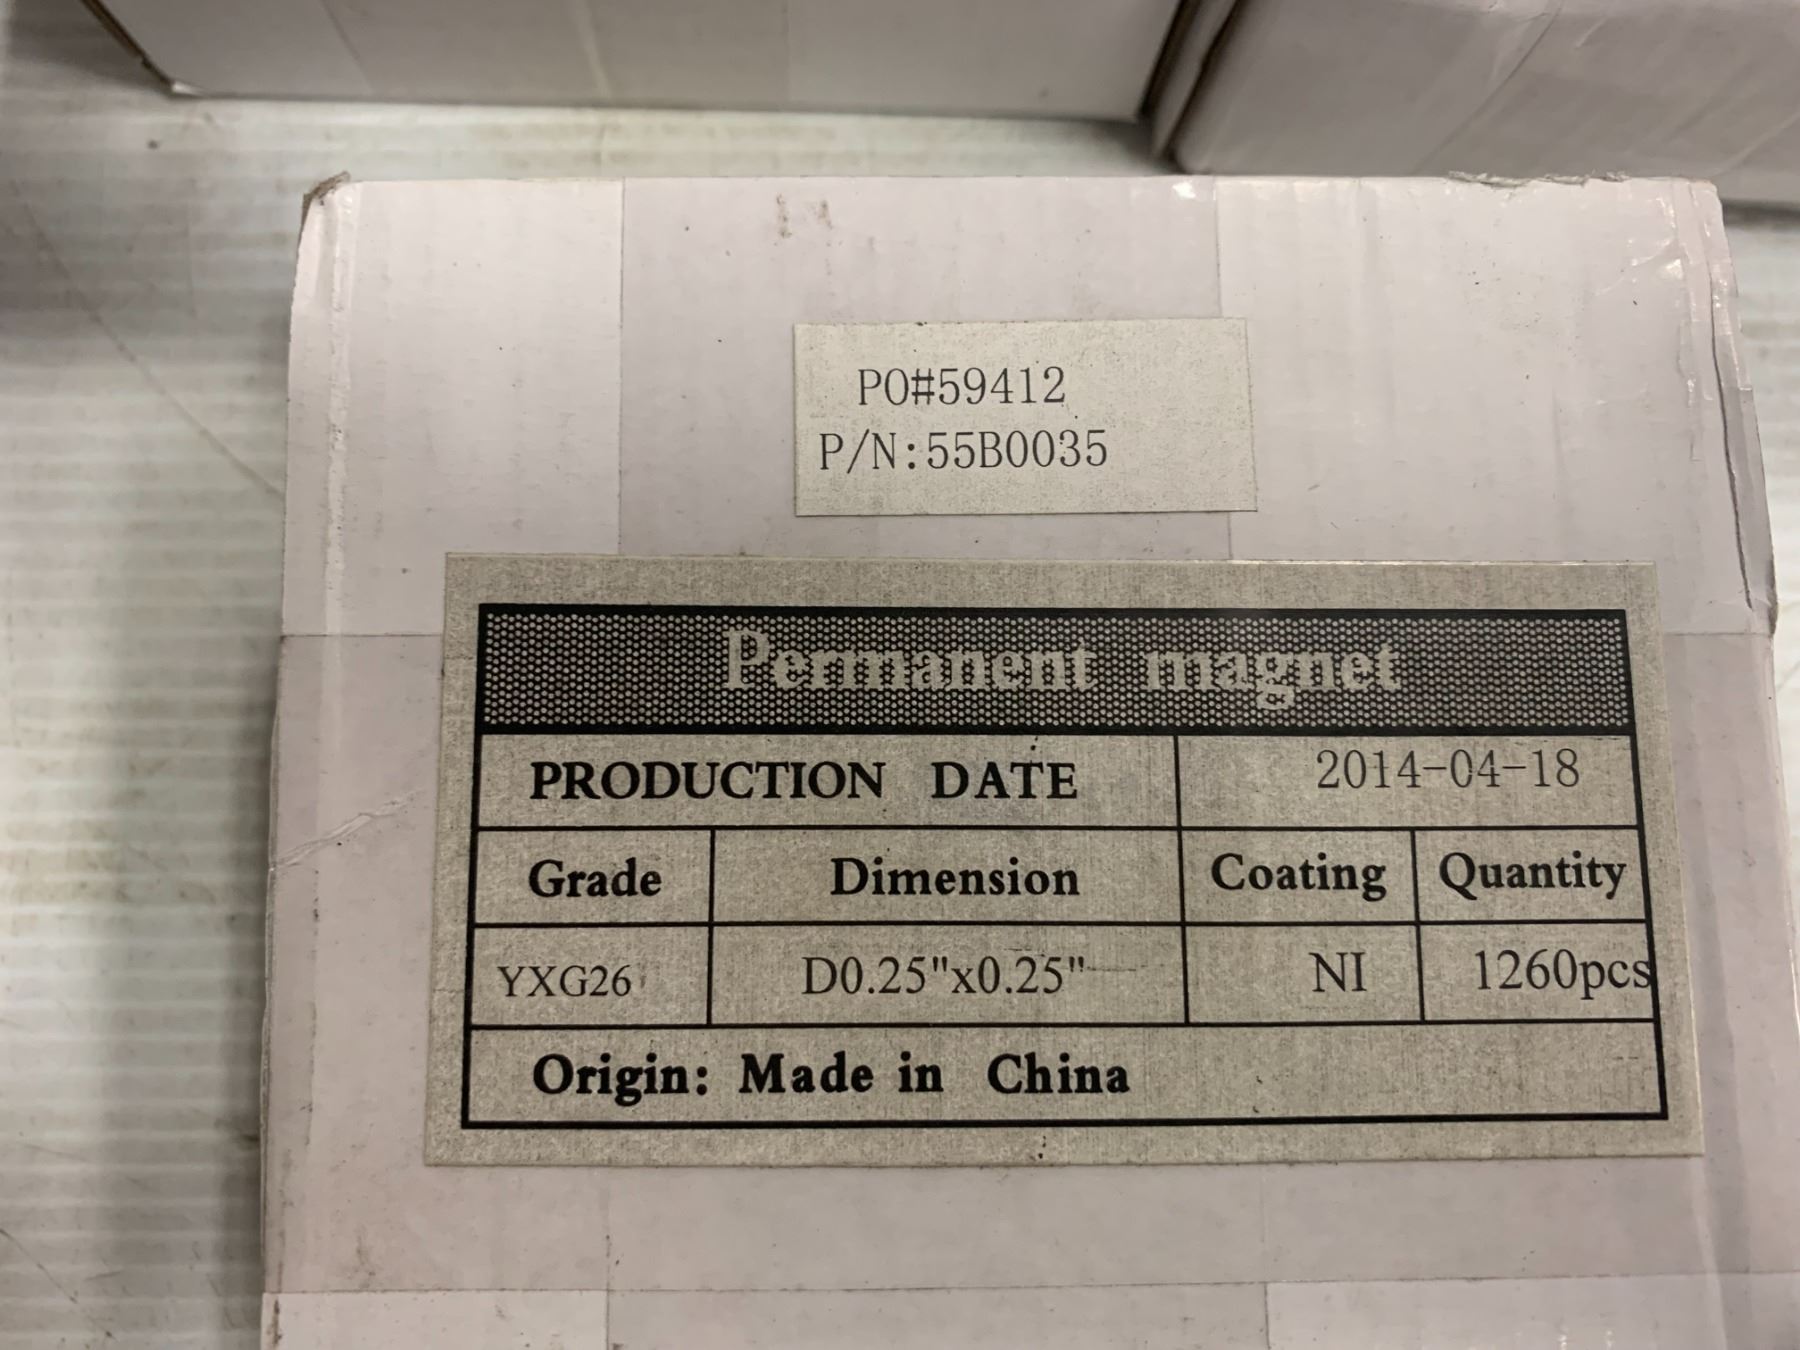 PO#59412
P/N:55B0035
Permanent magnet
PRODUCTION DATE 2014-04-18
Grade Dimension Coating Quantity
YXG26 D0.25"x0.25" NI 1260pcs
Origin: Made in China